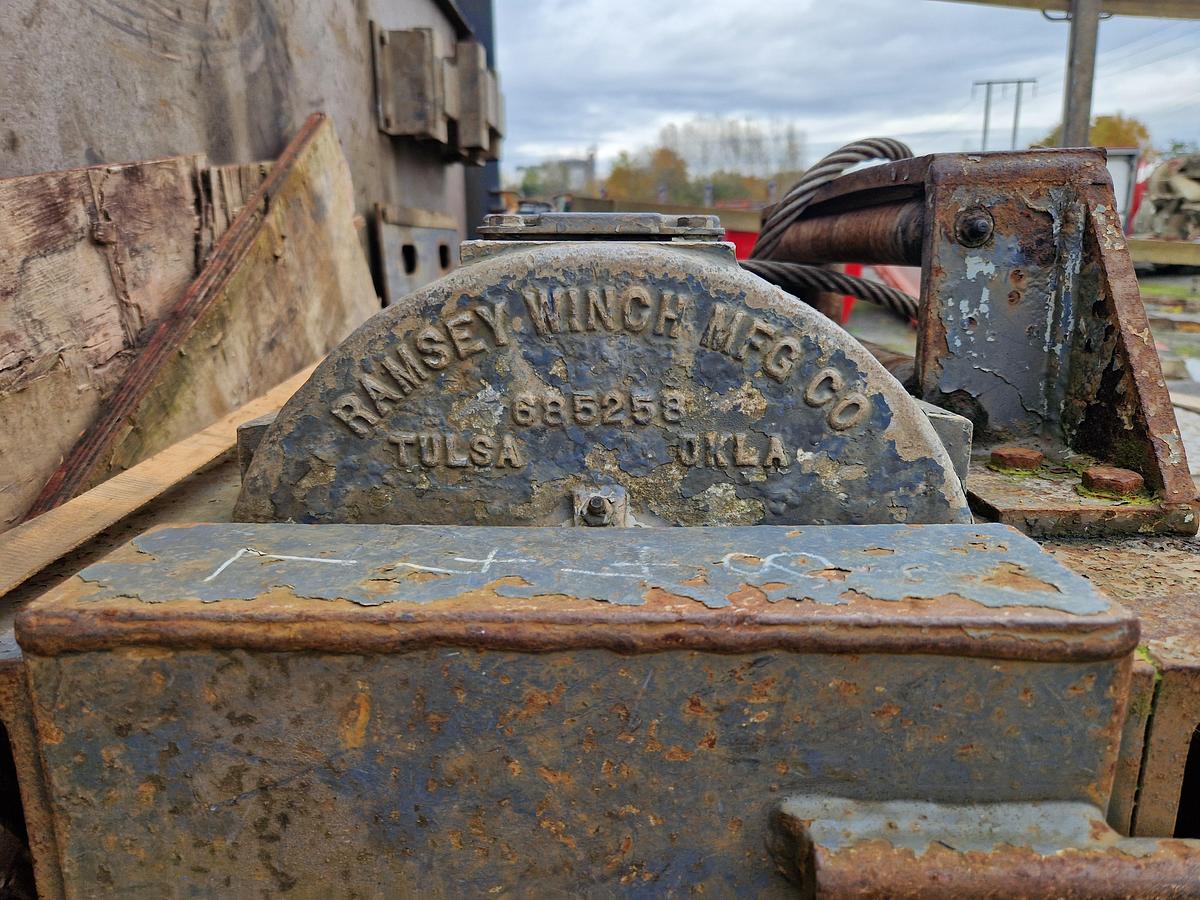 RAMSEY WINCH MFG CO
685258
TULSA OKLA